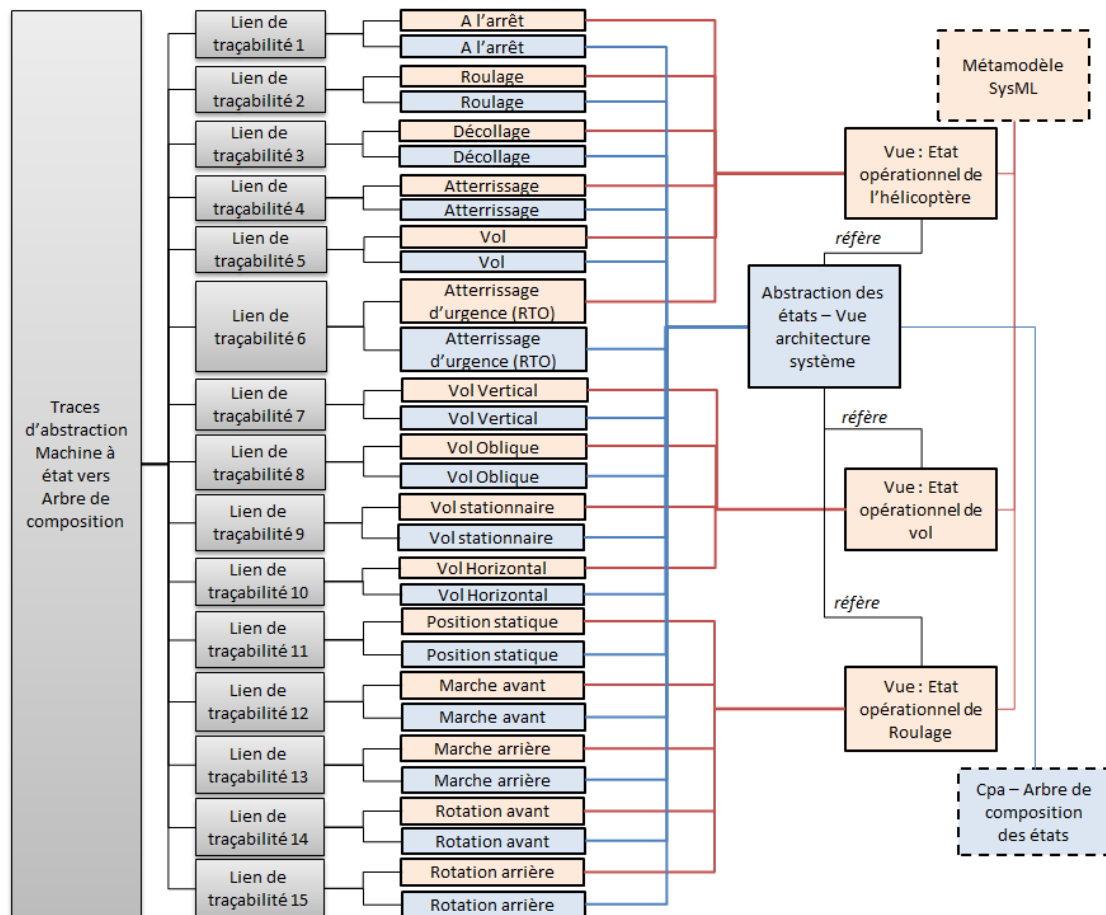 Traces
d'abstraction
Machine à
état vers
Arbre de
composition
Lien de
traçabilité 1
Lien de
traçabilité 2
Lien de
traçabilité 3
Lien de
traçabilité 4
Lien de
traçabilité 5
Lien de
traçabilité 6
Lien de
traçabilité 7
Lien de
traçabilité 8
Lien de
traçabilité 9
Lien de
traçabilité 10
Lien de
traçabilité 11
Lien de
traçabilité 12
Lien de
traçabilité 13
Lien de
traçabilité 14
Lien de
traçabilité 15
A l'arrêt
A l'arrêt
Roulage
Roulage
Décollage
Décollage
Atterrissage
Atterrissage
Vol
Vol
Atterrissage
d'urgence (RTO)
Atterrissage
d'urgence (RTO)
Vol Vertical
Vol Vertical
Vol Oblique
Vol Oblique
Vol stationnaire
Vol stationnaire
Vol Horizontal
Vol Horizontal
Position statique
Position statique
Marche avant
Marche avant
Marche arrière
Marche arrière
Rotation avant
Rotation avant
Rotation arrière
Rotation arrière
Métamodèle
SysML
Vue : Etat
opérationnel de
l'hélicoptère
réfère
Abstraction des
états – Vue
architecture
système
réfère
Vue : Etat
opérationnel de
vol
réfère
Vue : Etat
opérationnel de
Roulage
Cpa – Arbre de
composition
des états